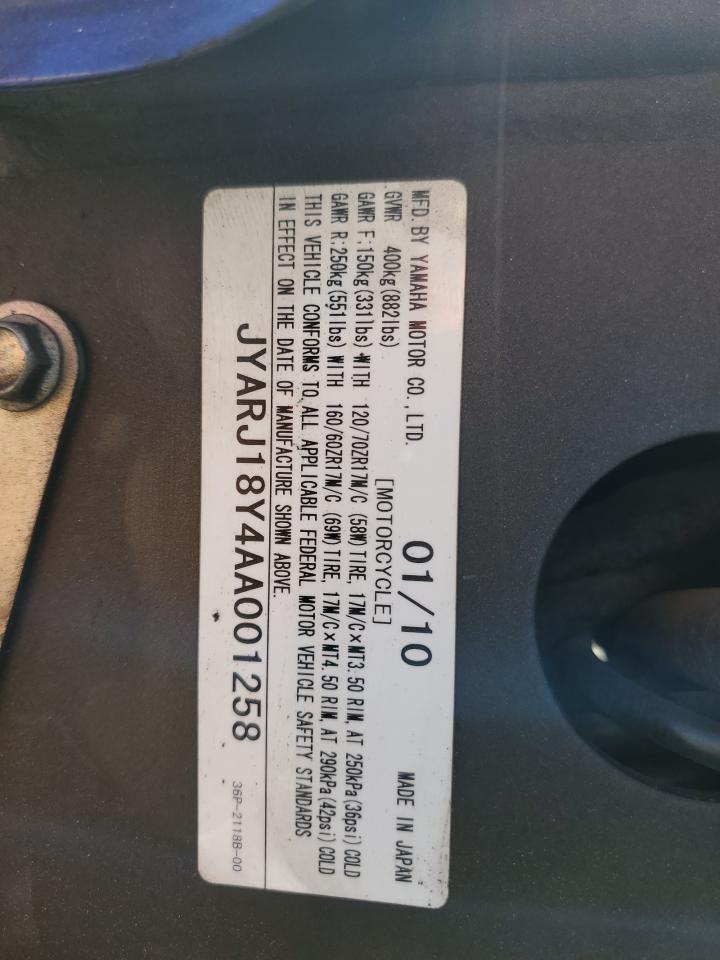 MFD. BY YAMAHA MOTOR CO., LTD. 01/10 MADE IN JAPAN
GVWR 400kg(882lbs) [MOTORCYCLE]
GAWR F:150kg(331lbs) WITH 120/70ZR17M/C (58W)TIRE, 17M/C×MT3.50 RIM, AT 250kPa(36psi)COLD
GAWR R:250kg(551lbs) WITH 160/60ZR17M/C (69W)TIRE, 17M/C×MT4.50 RIM, AT 290kPa(42psi)COLD
THIS VEHICLE CONFORMS TO ALL APPLICABLE FEDERAL MOTOR VEHICLE SAFETY STANDARDS
IN EFFECT ON THE DATE OF MANUFACTURE SHOWN ABOVE.
JYARJ18Y4AA001258 36P-2118B-00